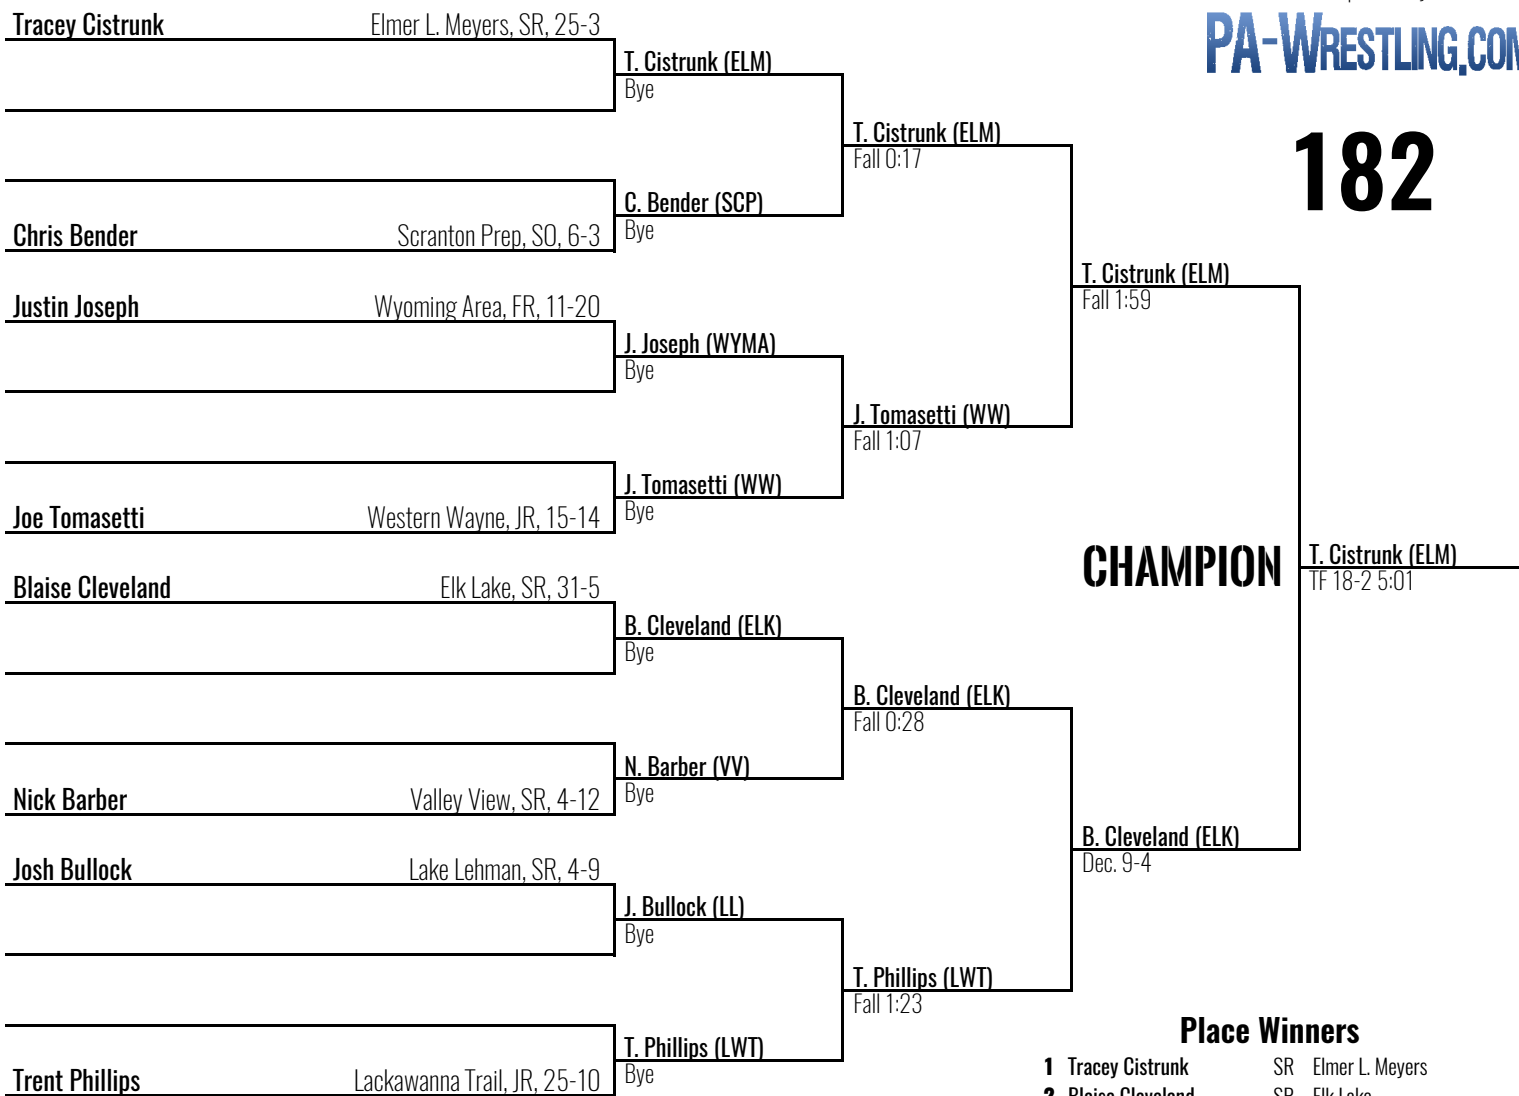 PA-WRESTLING.COM
182
Tracey Cistrunk Elmer L. Meyers, SR, 25-3
T. Cistrunk (ELM)
Bye
T. Cistrunk (ELM)
Fall 0:17
C. Bender (SCP)
Bye
Chris Bender Scranton Prep, SO, 6-3
T. Cistrunk (ELM)
Fall 1:59
Justin Joseph Wyoming Area, FR, 11-20
J. Joseph (WYMA)
Bye
J. Tomasetti (WW)
Fall 1:07
J. Tomasetti (WW)
Bye
Joe Tomasetti Western Wayne, JR, 15-14
CHAMPION
T. Cistrunk (ELM)
TF 18-2 5:01
Blaise Cleveland Elk Lake, SR, 31-5
B. Cleveland (ELK)
Bye
B. Cleveland (ELK)
Fall 0:28
N. Barber (VV)
Bye
Nick Barber Valley View, SR, 4-12
B. Cleveland (ELK)
Dec. 9-4
Josh Bullock Lake Lehman, SR, 4-9
J. Bullock (LL)
Bye
T. Phillips (LWT)
Fall 1:23
T. Phillips (LWT)
Bye
Trent Phillips Lackawanna Trail, JR, 25-10
Place Winners
1 Tracey Cistrunk SR Elmer L. Meyers
2 Blaise Cleveland SR Elk Lake